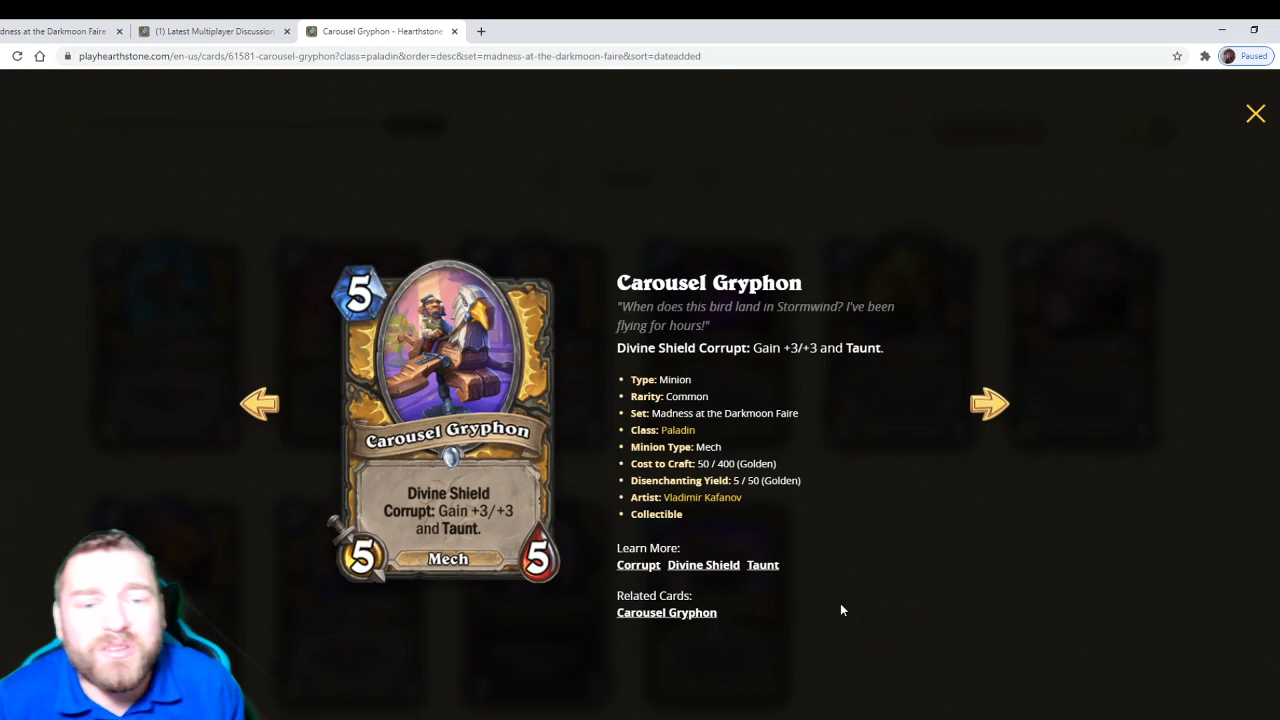 dness at the Darkmoon Faire
(1) Latest Multiplayer Discussion
Carousel Gryphon - Hearthstone
playhearthstone.com/en-us/cards/61581-carousel-gryphon?class=paladin&order=desc&set=madness-at-the-darkmoon-faire&sort=dateadded
Paused
5
Carousel Gryphon
Divine Shield
Corrupt: Gain +3/+3
and Taunt.
5
Mech
5
Carousel Gryphon
"When does this bird land in Stormwind? I've been
flying for hours!"
Divine Shield Corrupt: Gain +3/+3 and Taunt.
• Type: Minion
• Rarity: Common
• Set: Madness at the Darkmoon Faire
• Class: Paladin
• Minion Type: Mech
• Cost to Craft: 50 / 400 (Golden)
• Disenchanting Yield: 5 / 50 (Golden)
• Artist: Vladimir Kafanov
• Collectible
Learn More:
Corrupt Divine Shield Taunt
Related Cards:
Carousel Gryphon